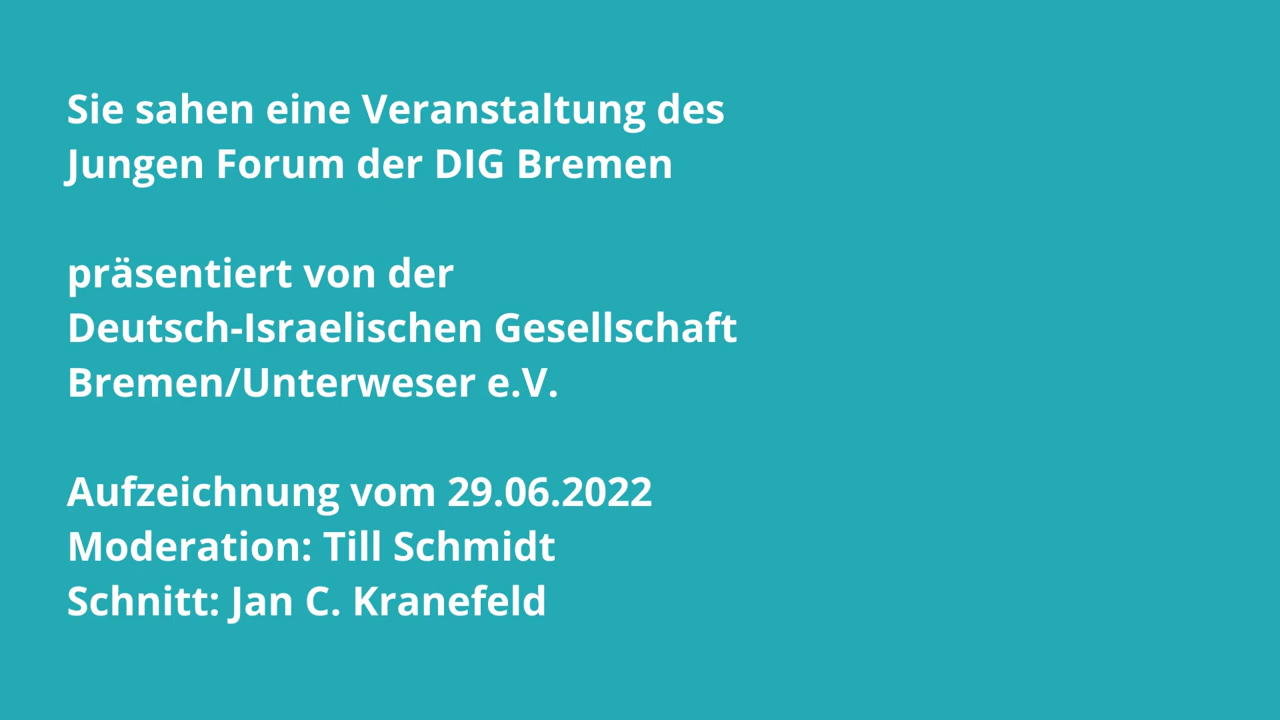 Sie sahen eine Veranstaltung des
Jungen Forum der DIG Bremen
präsentiert von der
Deutsch-Israelischen Gesellschaft
Bremen/Unterweser e.V.
Aufzeichnung vom 29.06.2022
Moderation: Till Schmidt
Schnitt: Jan C. Kranefeld